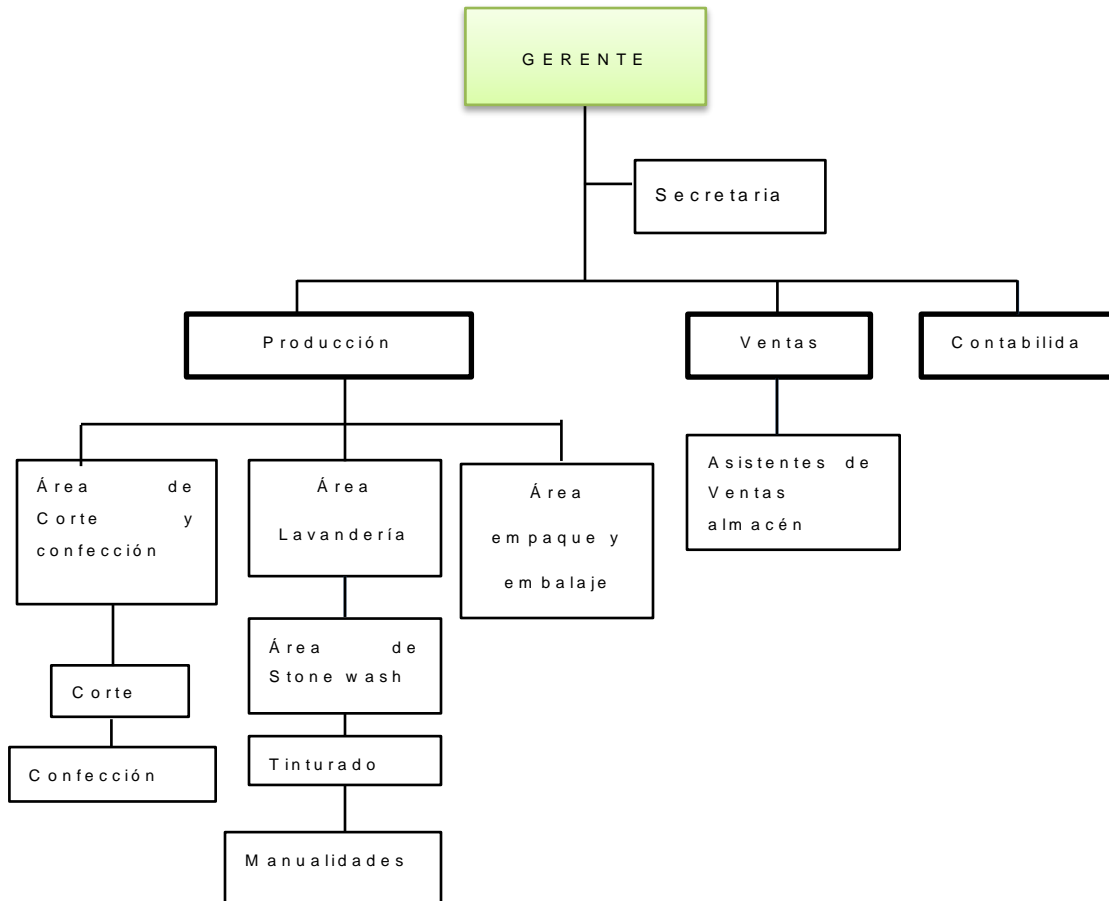 GERENTE
Secretaria
Producción
Ventas
Contabilida
Área de
Corte y
confección
Área
Lavandería
Área
empaque y
embalaje
Asistentes de
Ventas
almacén
Área de
Stone wash
Corte
Tinturado
Confección
Manualidades